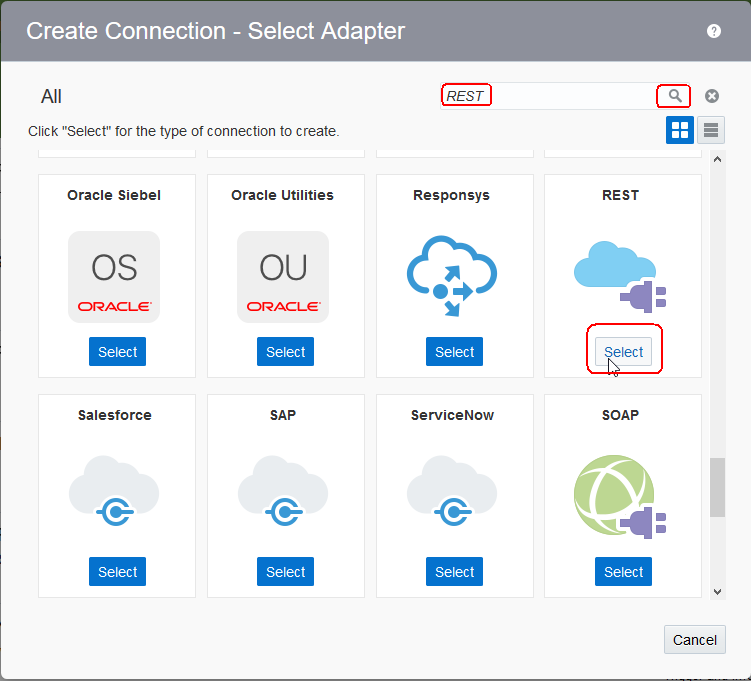 Create Connection - Select Adapter
?
All
REST
Click "Select" for the type of connection to create.
Oracle Siebel Oracle Utilities Responsys REST
OS OU
ORACLE ORACLE
Select Select Select Select
Salesforce SAP ServiceNow SOAP
Select Select Select Select
Cancel